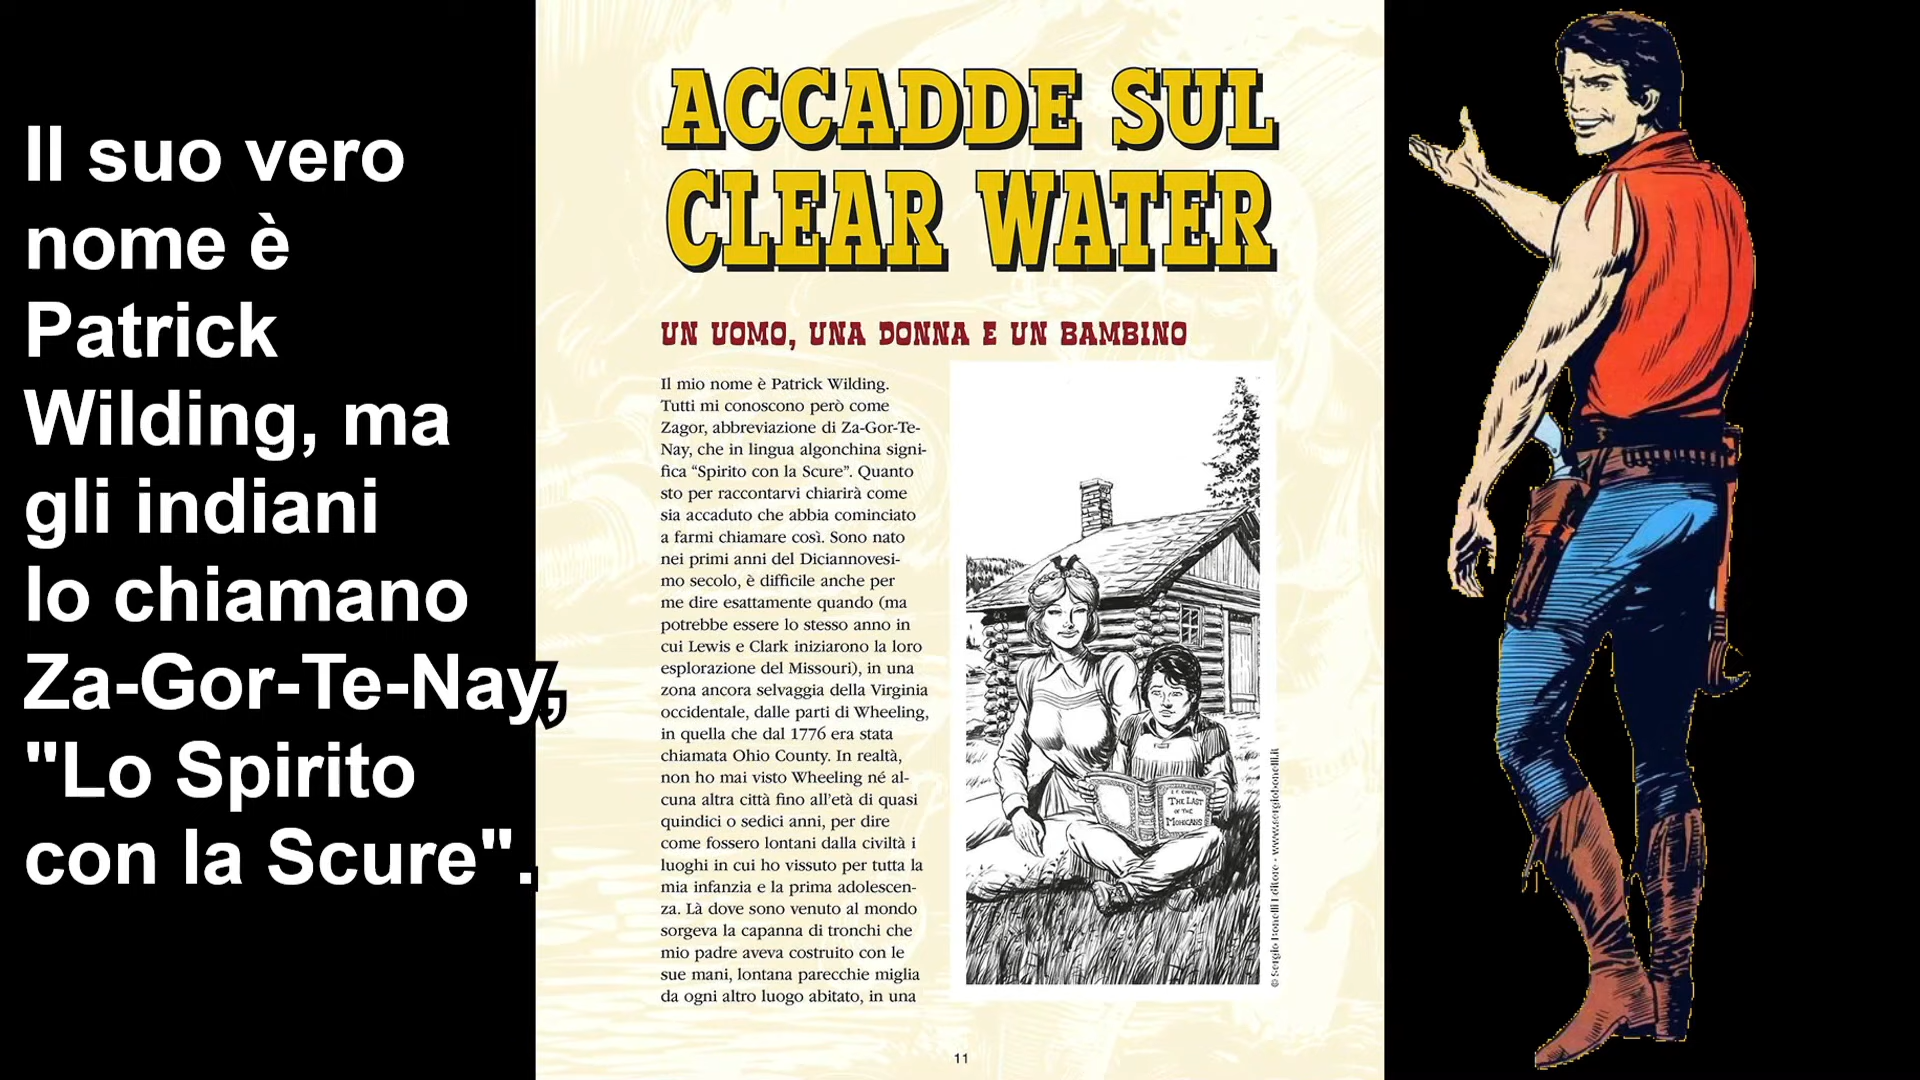 Il suo vero
nome è
Patrick
Wilding, ma
gli indiani
lo chiamano
Za-Gor-Te-Nay,
"Lo Spirito
con la Scure".
ACCADDE SUL
CLEAR WATER
UN UOMO, UNA DONNA E UN BAMBINO
Il mio nome è Patrick Wilding.
Tutti mi conoscono però come
Zagor, abbreviazione di Za-Gor-Te-
Nay, che in lingua algonchina signi-
fica “Spirito con la Scure”. Quanto
sto per raccontarvi chiarirà come
sia accaduto che abbia cominciato
a farmi chiamare così. Sono nato
nei primi anni del Diciannovesi-
mo secolo, è difficile anche per
me dire esattamente quando (ma
potrebbe essere lo stesso anno in
cui Lewis e Clark iniziarono la loro
esplorazione del Missouri), in una
zona ancora selvaggia della Virginia
occidentale, dalle parti di Wheeling,
in quella che dal 1776 era stata
chiamata Ohio County. In realtà,
non ho mai visto Wheeling né al-
cuna altra città fino all’età di quasi
quindici o sedici anni, per dire
come fossero lontani dalla civiltà i
luoghi in cui ho vissuto per tutta la
mia infanzia e la prima adolescen-
za. Là dove sono venuto al mondo
sorgeva la capanna di tronchi che
mio padre aveva costruito con le
sue mani, lontana parecchie miglia
da ogni altro luogo abitato, in una
THE LAST
OF THE
MOHICANS
© Sergio Bonelli Editore - www.sergiobonelli.it
11